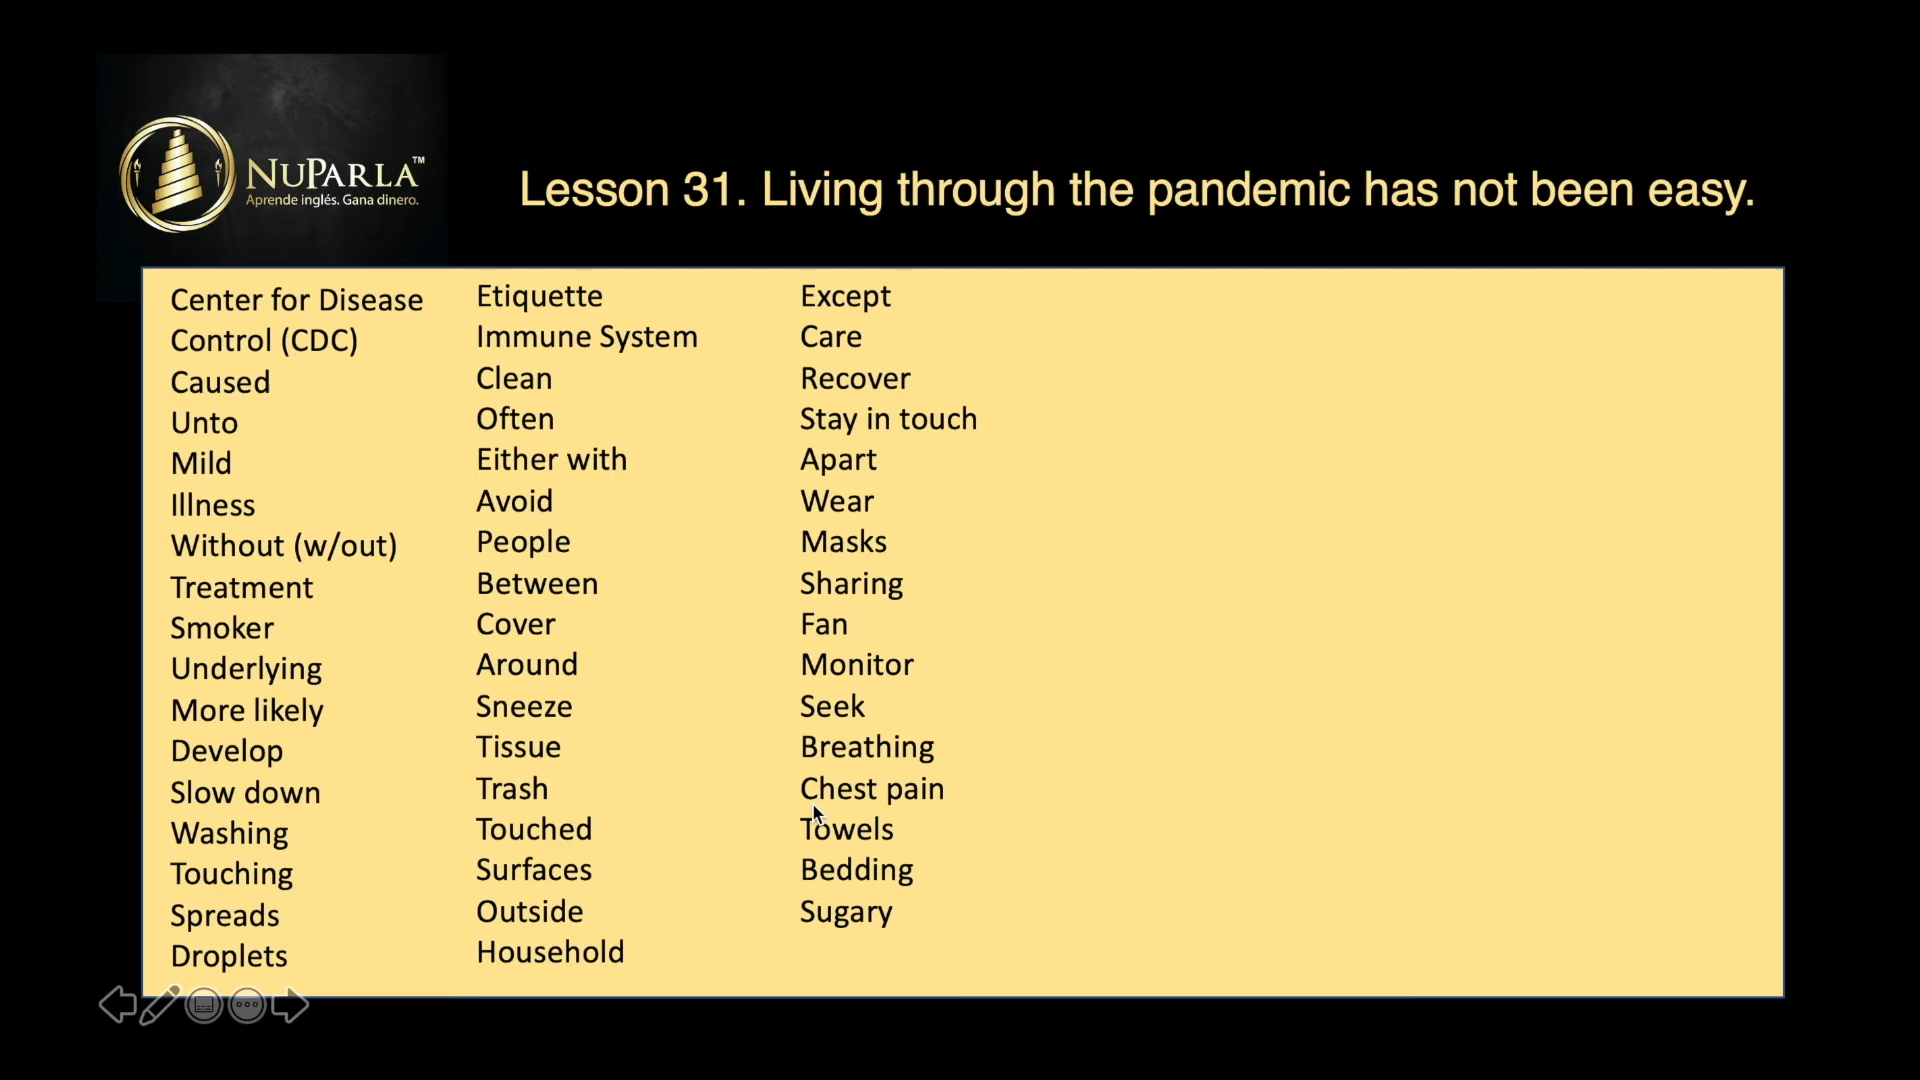 NUPARLA™
Aprende inglés. Gana dinero.
Lesson 31. Living through the pandemic has not been easy.
Center for Disease
Control (CDC)
Caused
Unto
Mild
Illness
Without (w/out)
Treatment
Smoker
Underlying
More likely
Develop
Slow down
Washing
Touching
Spreads
Droplets
Etiquette
Immune System
Clean
Often
Either with
Avoid
People
Between
Cover
Around
Sneeze
Tissue
Trash
Touched
Surfaces
Outside
Household
Except
Care
Recover
Stay in touch
Apart
Wear
Masks
Sharing
Fan
Monitor
Seek
Breathing
Chest pain
Towels
Bedding
Sugary